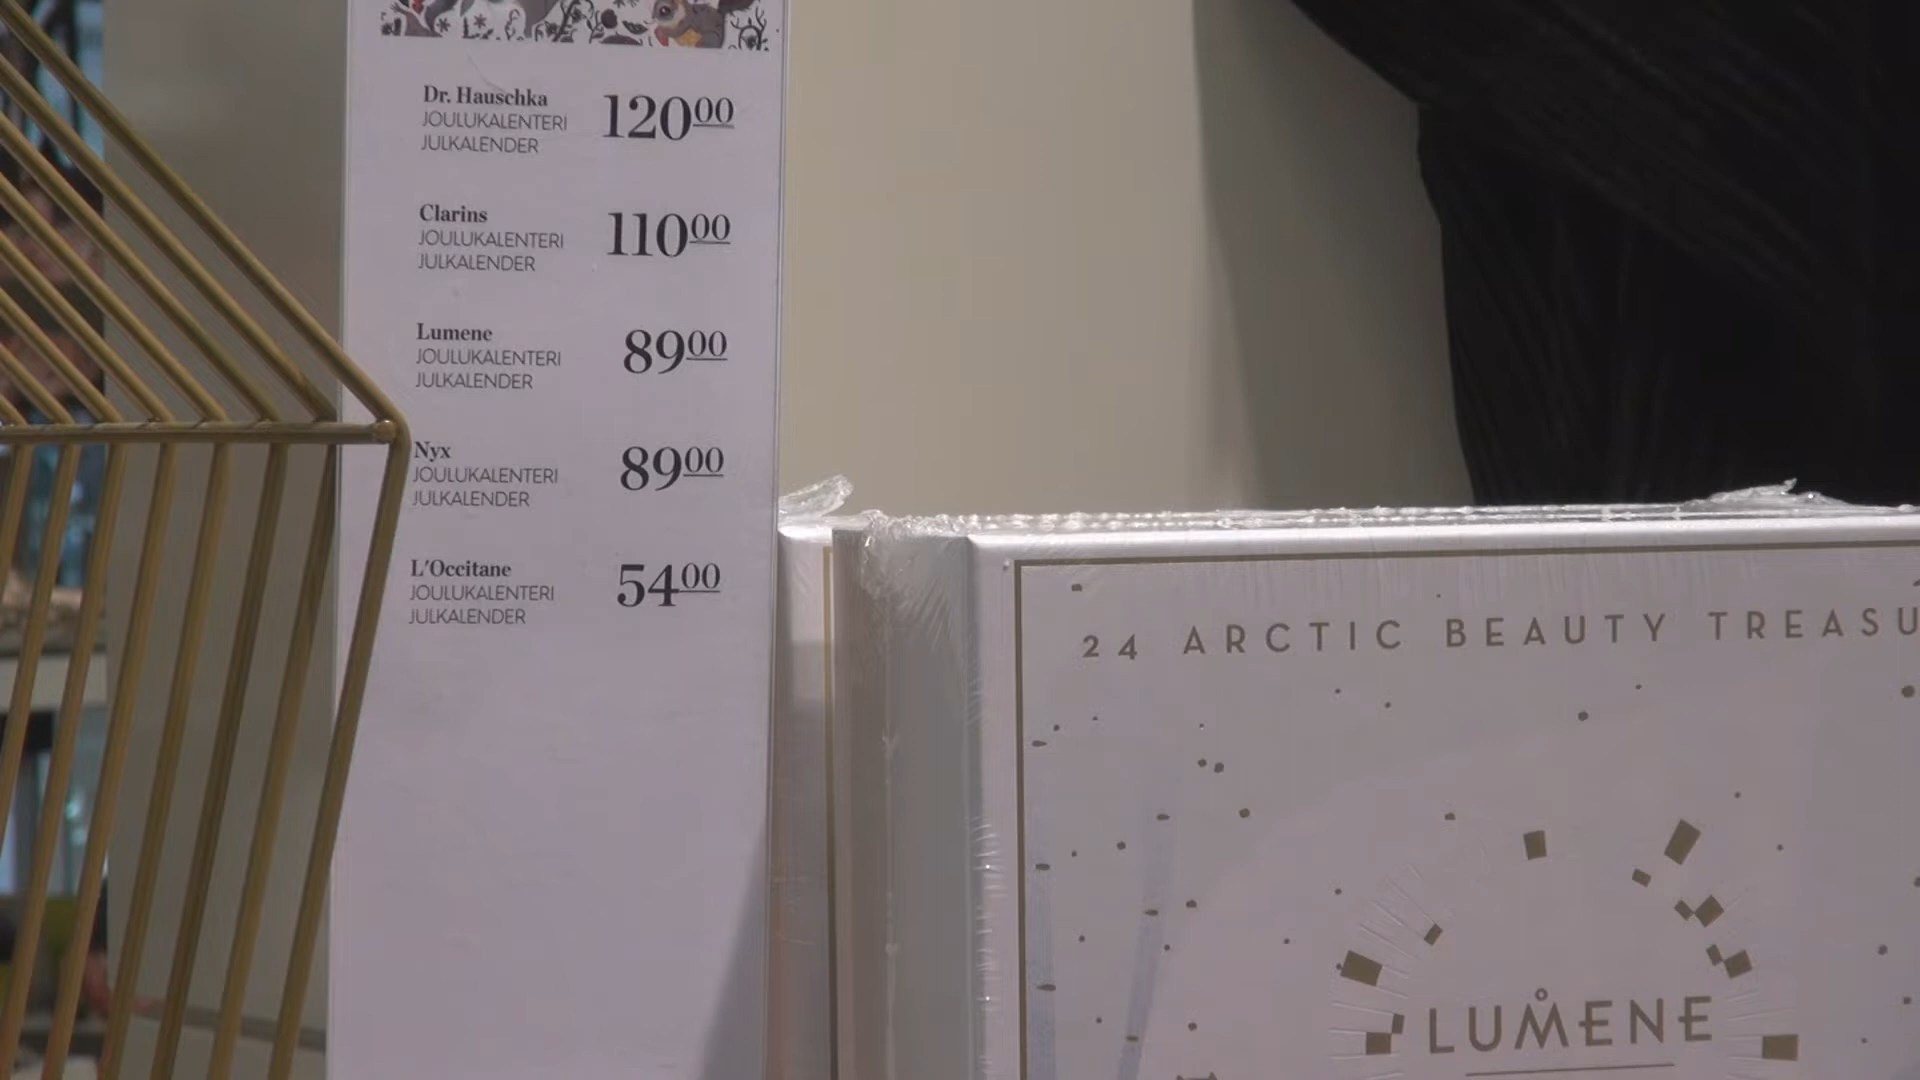 Dr. Hauschka
JOULUKALENTERI
JULKALENDER
12000
Clarins
JOULUKALENTERI
JULKALENDER
11000
Lumene
JOULUKALENTERI
JULKALENDER
8900
Nyx
JOULUKALENTERI
JULKALENDER
8900
L'Occitane
JOULUKALENTERI
JULKALENDER
5400
24 ARCTIC BEAUTY TREASU
LUMENE